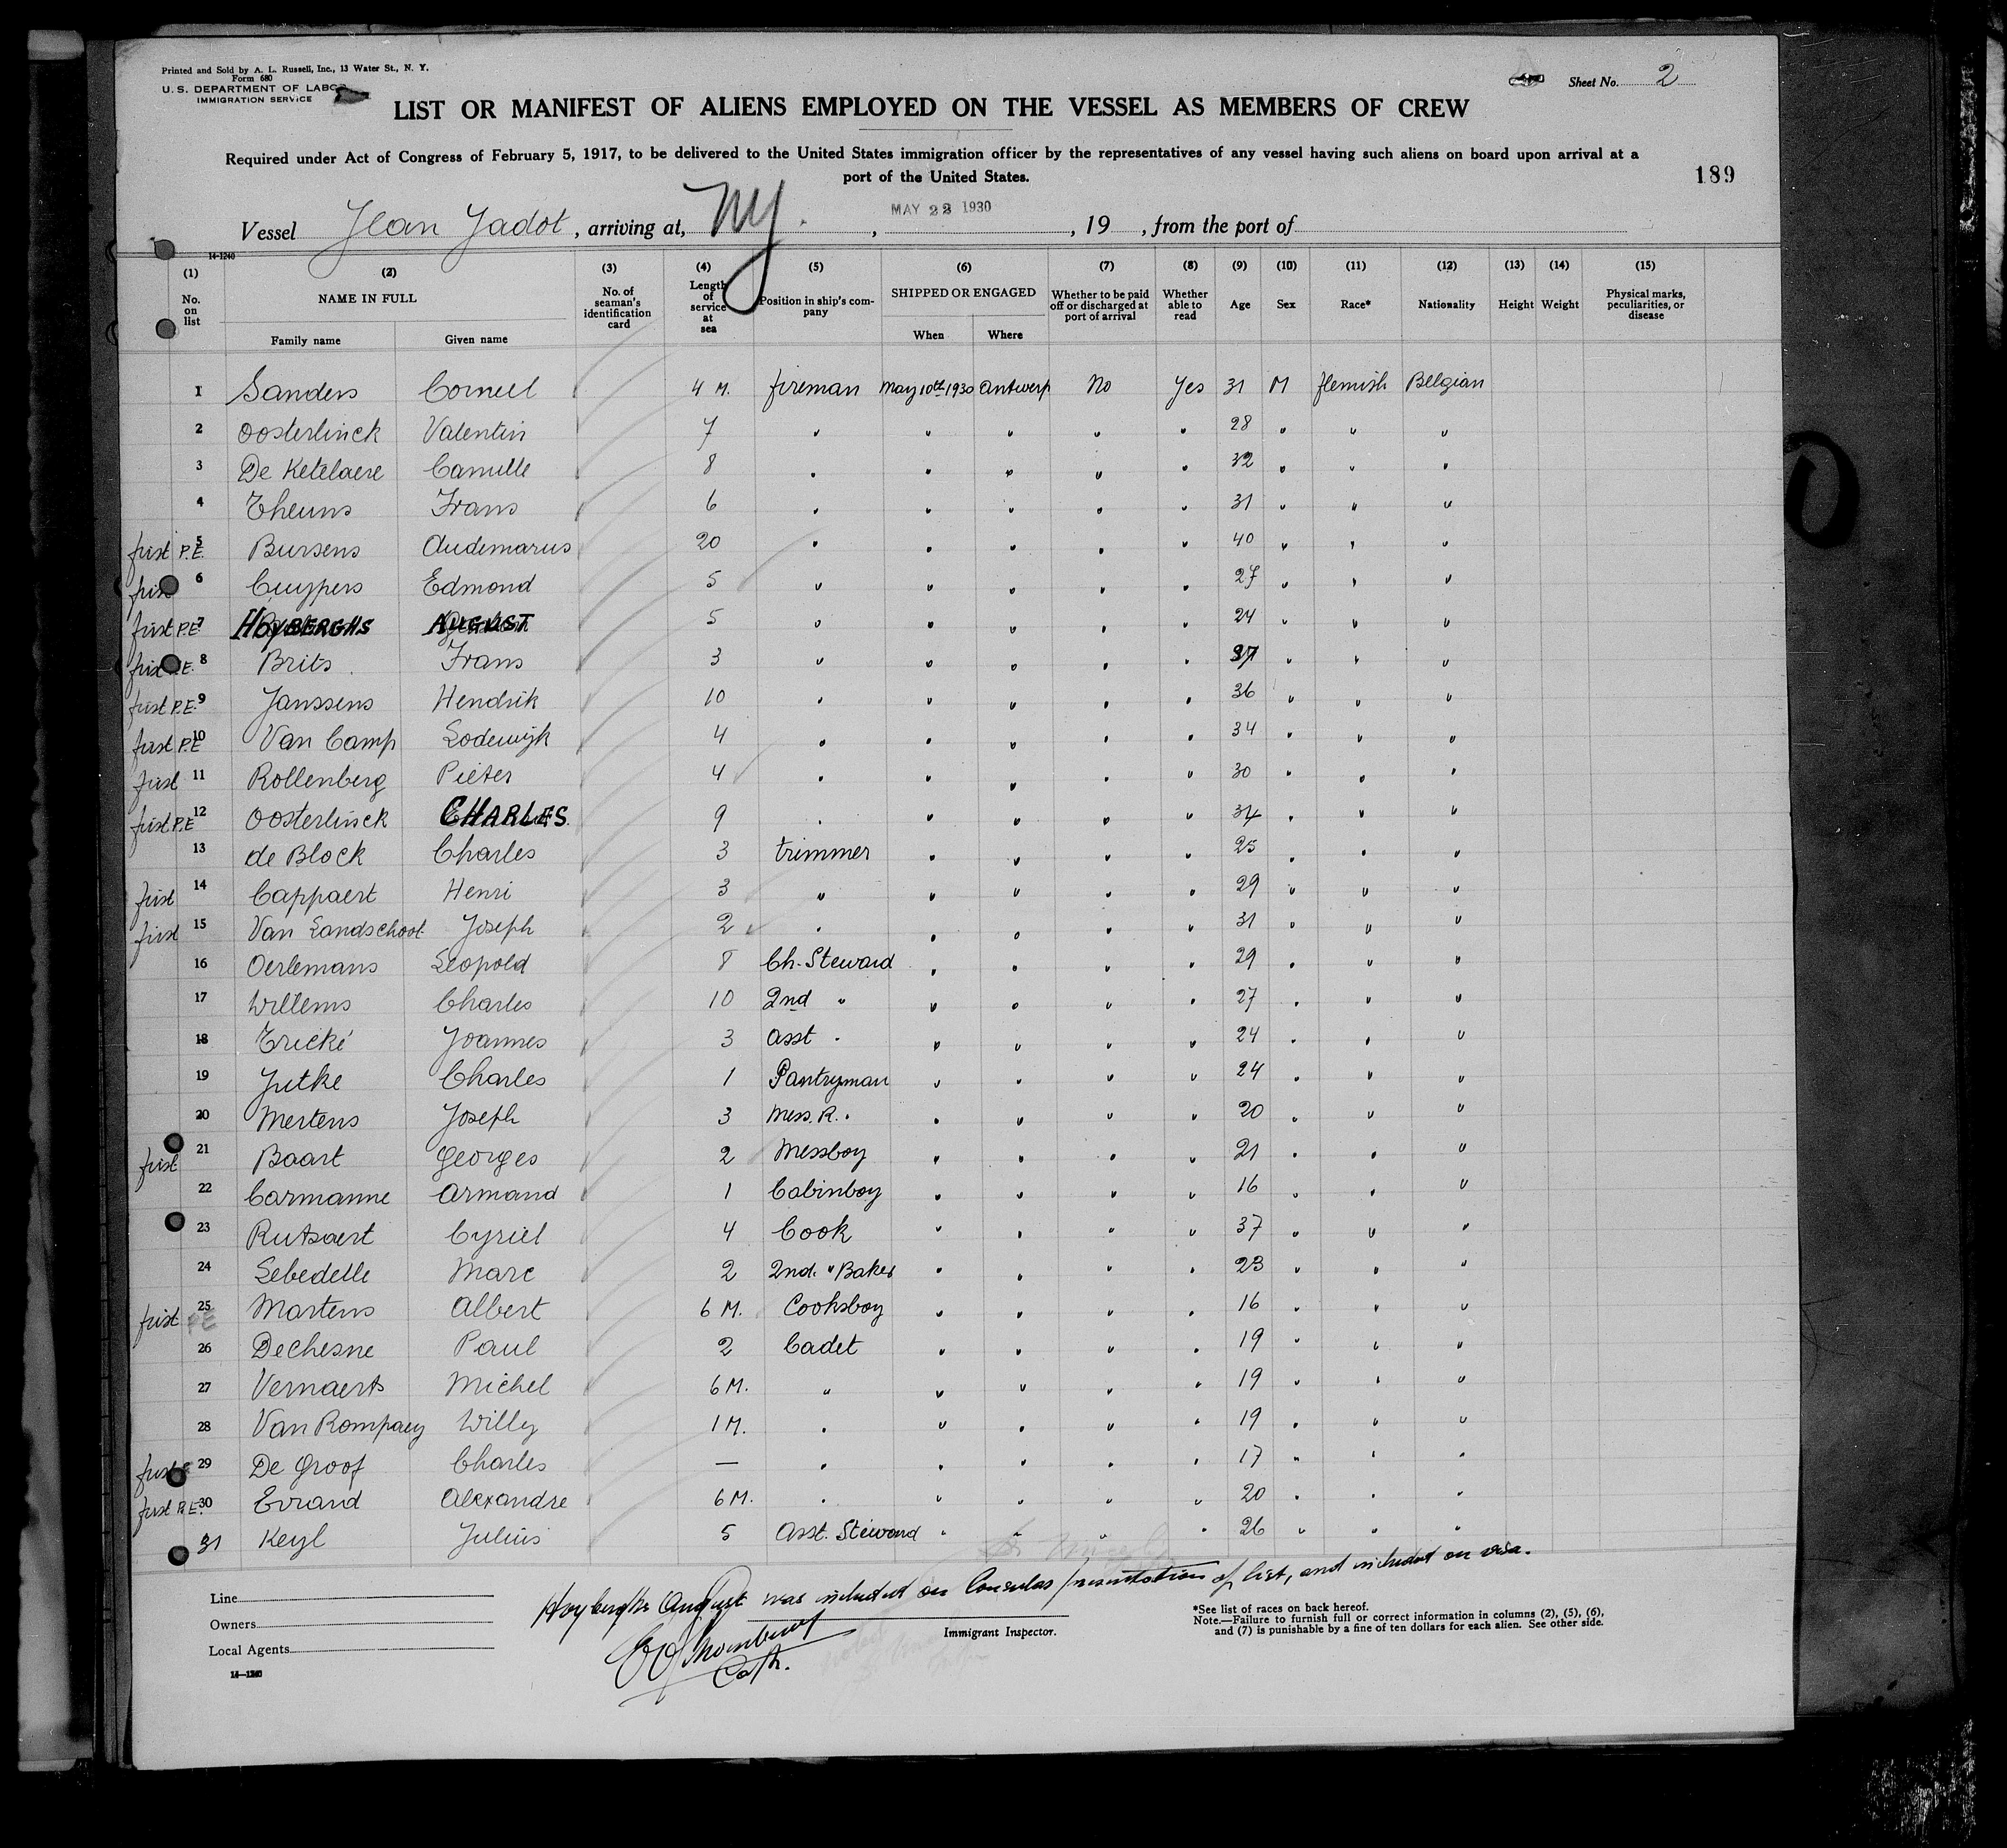 Printed and Sold by A. L. Russell, Inc., 13 Water St., N. Y.
Form 680
U. S. DEPARTMENT OF LABOR
IMMIGRATION SERVICE
Sheet No. 2
LIST OR MANIFEST OF ALIENS EMPLOYED ON THE VESSEL AS MEMBERS OF CREW
Required under Act of Congress of February 5, 1917, to be delivered to the United States immigration officer by the representatives of any vessel having such aliens on board upon arrival at a
port of the United States.
189
Vessel Jean Jadot, arriving at, NY. , MAY 22 1930 , 19 , from the port of
14-1240
(1) (2) (3) (4) (5) (6) (7) (8) (9) (10) (11) (12) (13) (14) (15)
No. on list NAME IN FULL Family name Given name No. of seaman's identification card Length of service at sea Position in ship's company SHIPPED OR ENGAGED When Where Whether to be paid off or discharged at port of arrival Whether able to read Age Sex Race* Nationality Height Weight Physical marks, peculiarities, or disease
1 Sanders Corneel 4 M. fireman May 10th 1930 Antwerp No Yes 31 M Flemish Belgian
2 Oosterlinck Valentin 7 " " " " " 28 " " "
3 De Ketelaere Camille 8 " " " " " 32 " " "
4 Theuns Frans 6 " " " " " 31 " " "
first P.E. 5 Bursens Audemarus 20 " " " " " 40 " " "
first 6 Cuypers Edmond 5 " " " " " 27 " " "
first P.E. 7 HOYBERGHS AUGUST 5 " " " " " 24 " " "
first P.E. 8 Brits Frans 3 " " " " " 37 " " "
first P.E. 9 Janssens Hendrik 10 " " " " " 36 " " "
first P.E 10 Van Camp Lodewijk 4 " " " " " 34 " " "
first 11 Rollenberg Pieter 4 " " " " " 30 " " "
first P.E 12 Oosterlinck CHARLES 9 " " " " " 34 " " "
13 de Block Charles 3 trimmer " " " " 25 " " "
first 14 Cappaert Henri 3 " " " " " 29 " " "
first 15 Van Landschoot Joseph 2 " " " " " 31 " " "
16 Oerlemans Leopold 8 Ch. Steward " " " " 29 " " "
17 Willems Charles 10 2nd " " " " " 27 " " "
18 Trické Joannes 3 asst " " " " " 24 " " "
19 Jutke Charles 1 Pantryman " " " " 24 " " "
20 Mertens Joseph 3 Mess. R. " " " " 20 " " "
first 21 Baart Georges 2 Messboy " " " " 21 " " "
22 Carmanne Armand 1 Cabinboy " " " " 16 " " "
23 Rutsaert Cyriel 4 Cook " " " " 37 " " "
24 Lebedelle Marc 2 2nd. " Baker " " " " 23 " " "
first PE 25 Martens Albert 6 M. Cooksboy " " " " 16 " " "
26 Dechesne Paul 2 Cadet " " " " 19 " " "
27 Vernaerts Michel 6 M. " " " " " 19 " " "
28 Van Rompaey Willy 1 M. " " " " " 19 " " "
first 29 De Groof Charles — " " " " " 17 " " "
first P.E. 30 Evrard Alexandre 6 M. " " " " " 20 " " "
31 Keyl Julius 5 Asst. Steward " " " " 26 " " "
Hoyberghs August was included on Consulas presentation of list, and included on visa.
Line
Owners
Local Agents
14—1240
Immigrant Inspector.
*See list of races on back hereof.
Note.—Failure to furnish full or correct information in columns (2), (5), (6),
and (7) is punishable by a fine of ten dollars for each alien. See other side.